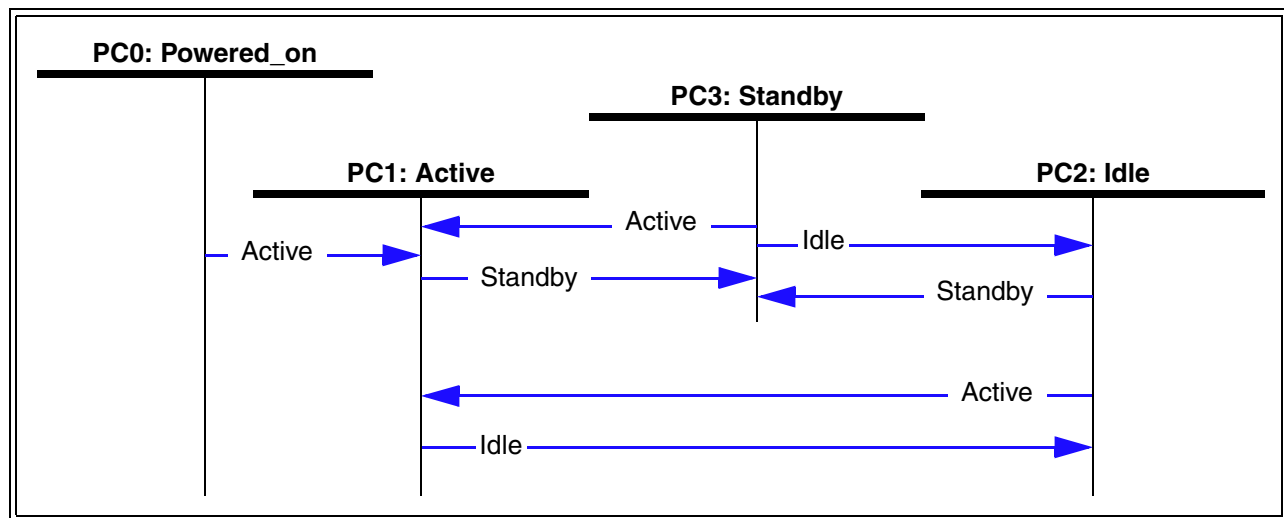 PC0: Powered_on
PC3: Standby
PC1: Active
PC2: Idle
Active
Idle
Active
Standby
Standby
Active
Idle